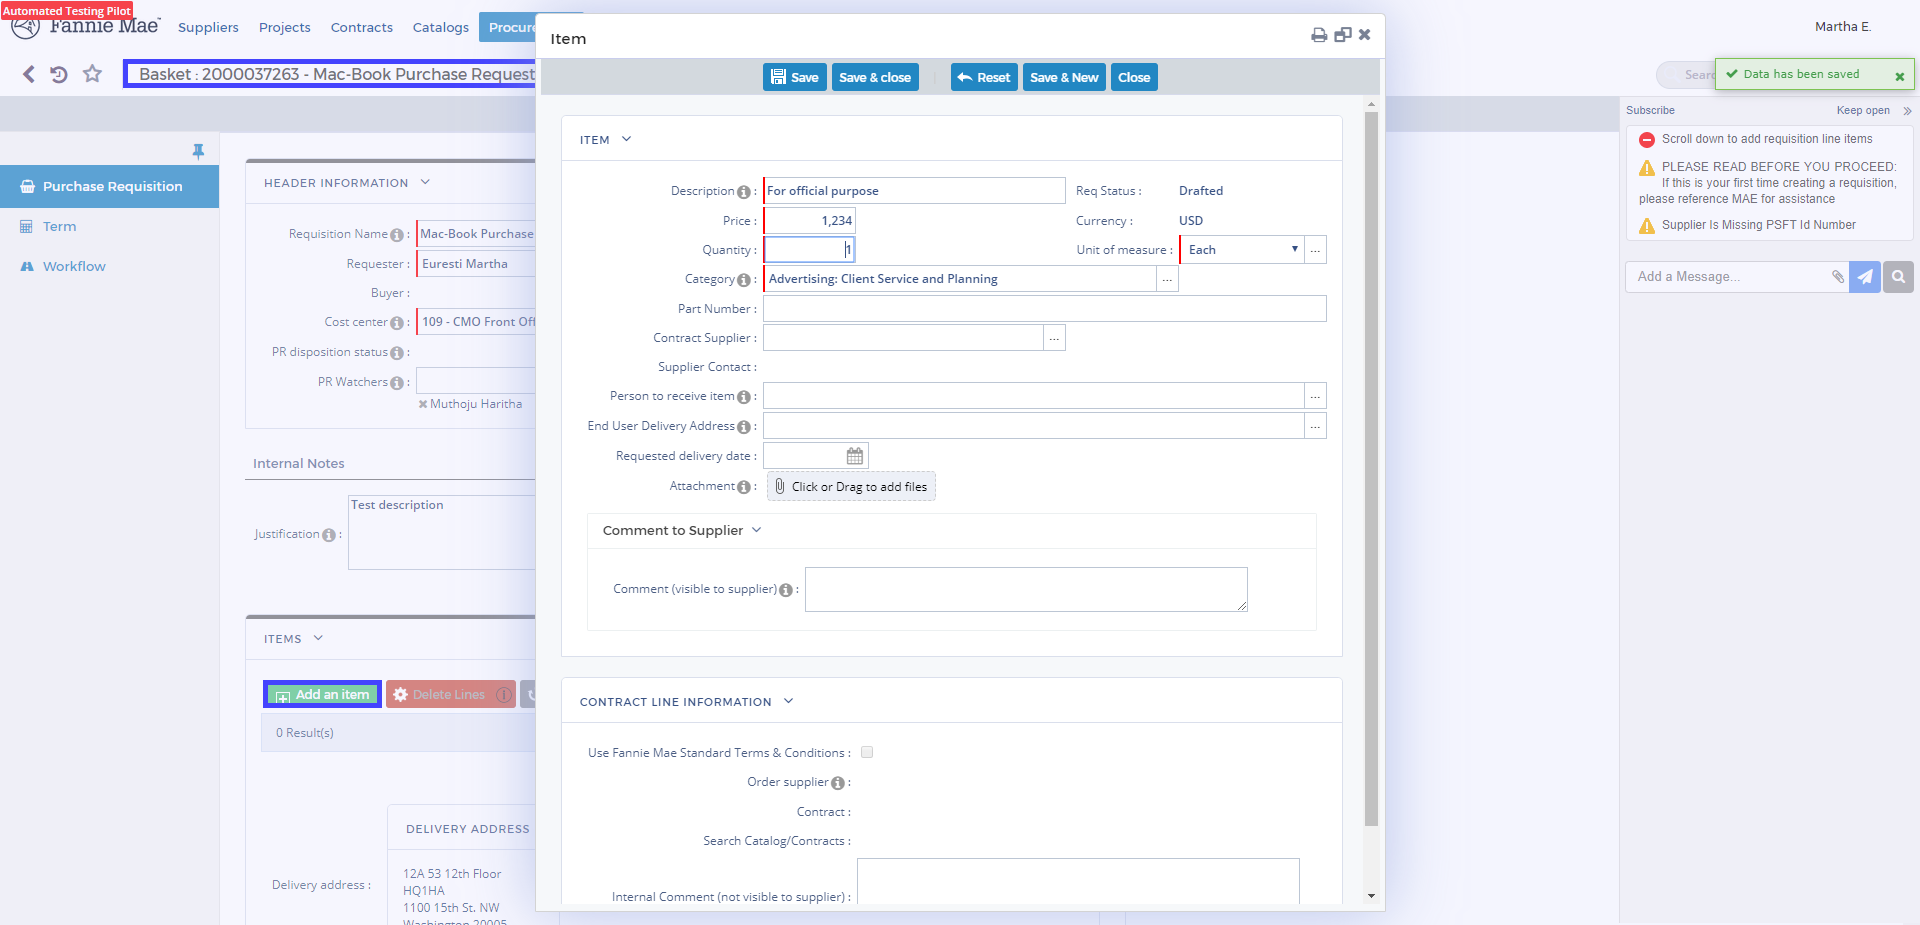 Automated Testing Pilot
Fannie Mae™
Suppliers
Projects
Contracts
Catalogs
Procure
Martha E.
Basket : 2000037263 - Mac-Book Purchase Request
Searc
Data has been saved
Purchase Requisition
Term
Workflow
HEADER INFORMATION
Requisition Name :
Mac-Book Purchase
Requester :
Euresti Martha
Buyer :
Cost center :
109 - CMO Front Off
PR disposition status :
PR Watchers :
Muthoju Haritha
Internal Notes
Justification :
Test description
ITEMS
Add an item
Delete Lines
0 Result(s)
DELIVERY ADDRESS
Delivery address :
12A 53 12th Floor
HQ1HA
1100 15th St. NW
Washington 20005
Item
Save
Save & close
Reset
Save & New
Close
ITEM
Description :
For official purpose
Req Status :
Drafted
Price :
1,234
Currency :
USD
Quantity :
1
Unit of measure :
Each
...
Category :
Advertising: Client Service and Planning
...
Part Number :
Contract Supplier :
...
Supplier Contact :
Person to receive item :
...
End User Delivery Address :
...
Requested delivery date :
Attachment :
Click or Drag to add files
Comment to Supplier
Comment (visible to supplier) :
CONTRACT LINE INFORMATION
Use Fannie Mae Standard Terms & Conditions :
Order supplier :
Contract :
Search Catalog/Contracts :
Internal Comment (not visible to supplier) :
Subscribe
Keep open
Scroll down to add requisition line items
PLEASE READ BEFORE YOU PROCEED:
If this is your first time creating a requisition,
please reference MAE for assistance
Supplier Is Missing PSFT Id Number
Add a Message...